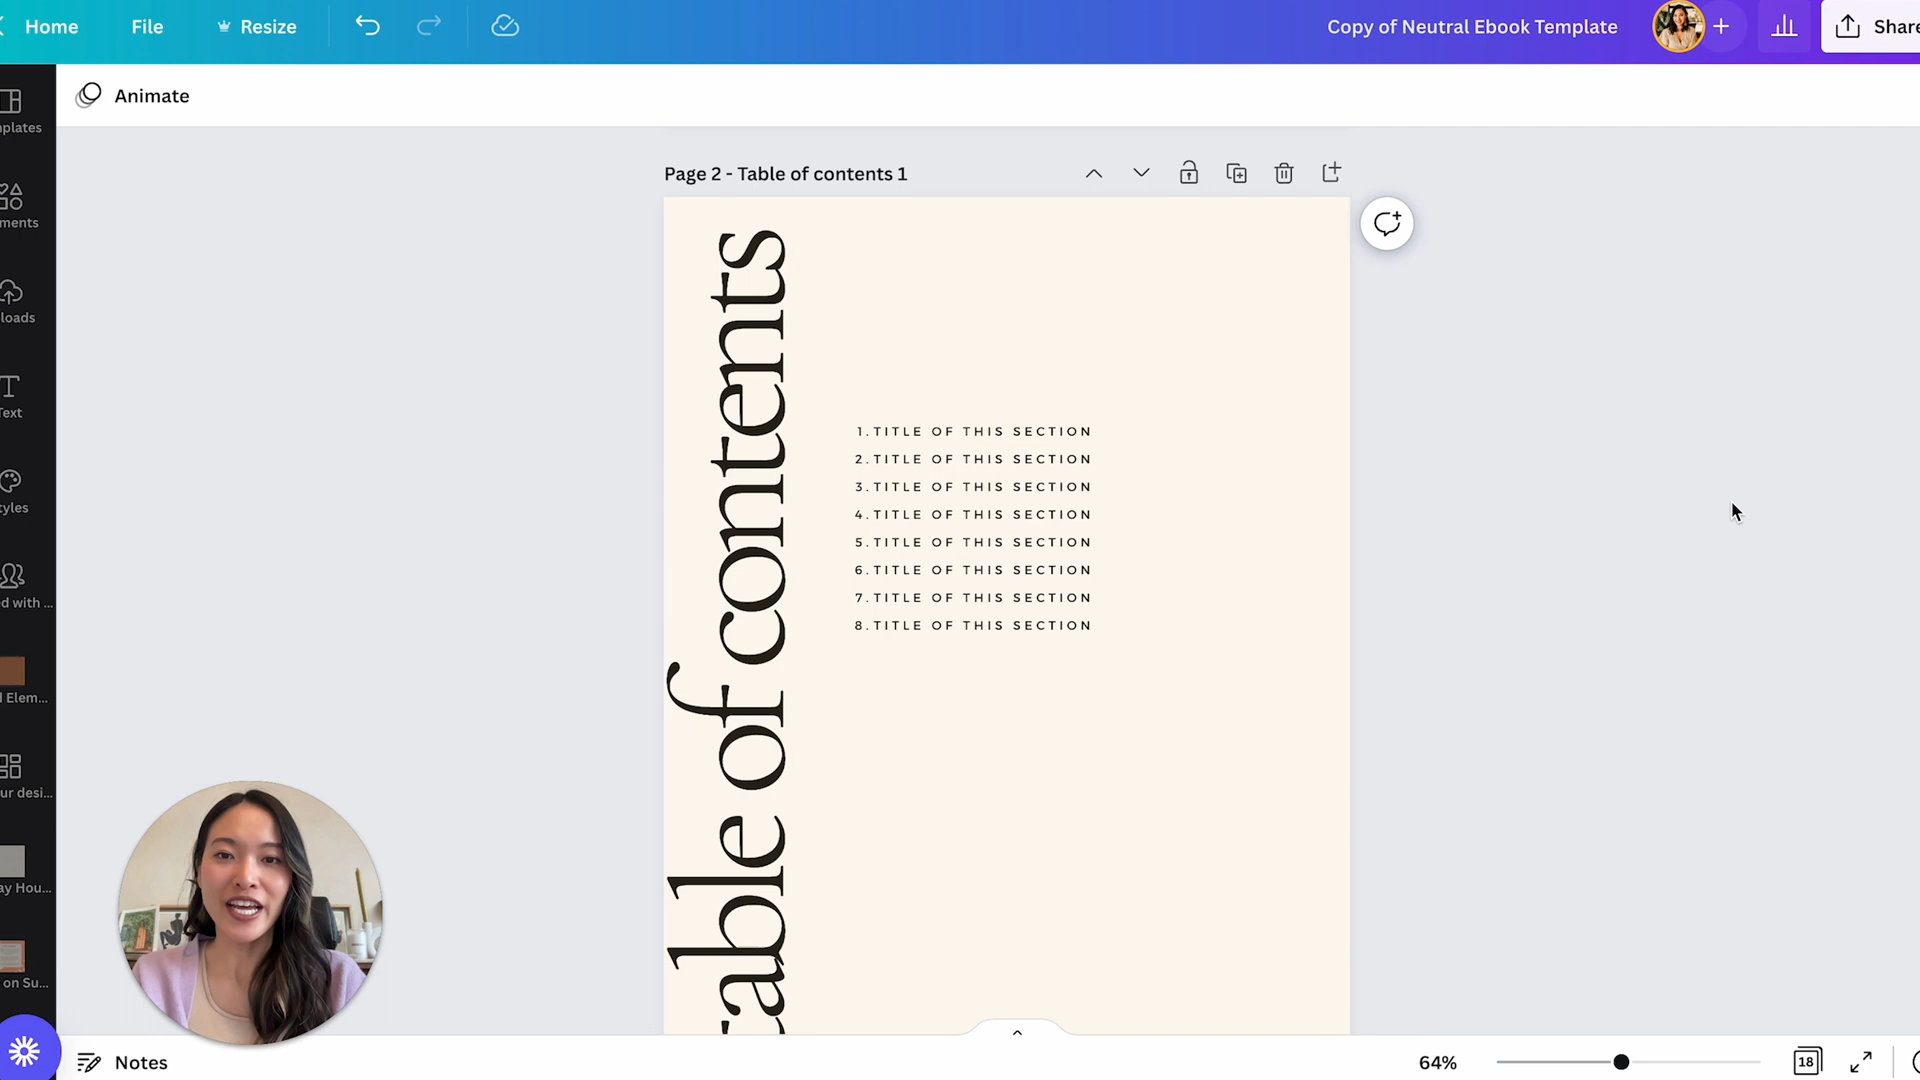 Home File Resize Copy of Neutral Ebook Template Share
Animate
mplates
ments
loads
Text
tyles
ed with ...
d Elem...
ur desi...
ay Hou...
on Su...
Page 2 - Table of contents 1
table of contents
1. TITLE OF THIS SECTION
2. TITLE OF THIS SECTION
3. TITLE OF THIS SECTION
4. TITLE OF THIS SECTION
5. TITLE OF THIS SECTION
6. TITLE OF THIS SECTION
7. TITLE OF THIS SECTION
8. TITLE OF THIS SECTION
Notes 64% 18